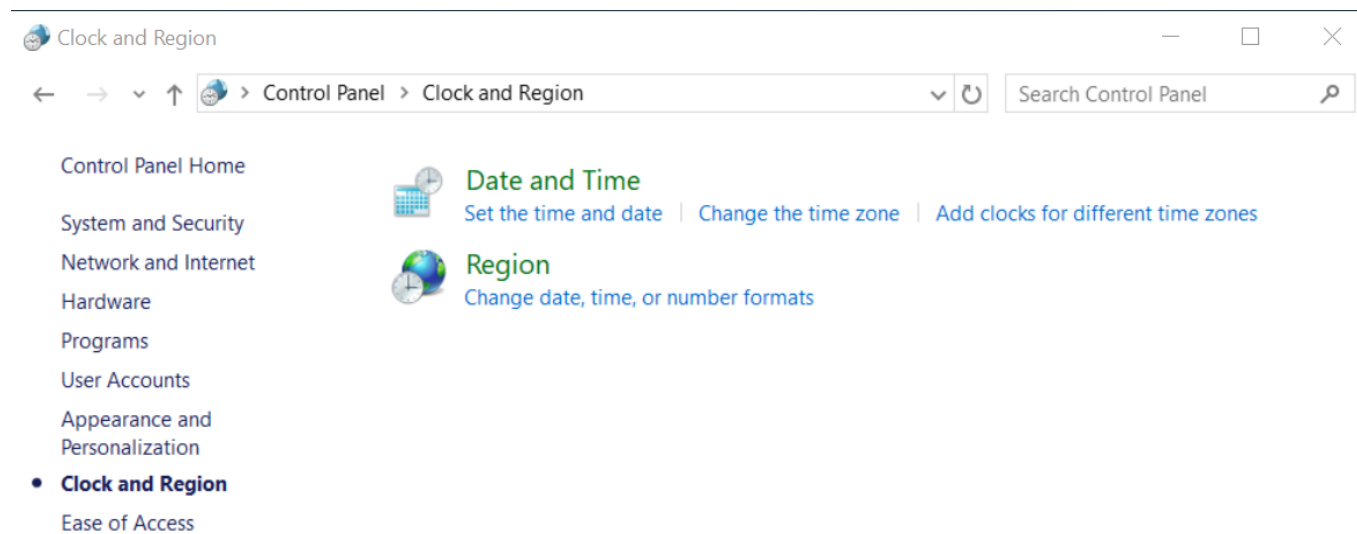 Clock and Region
Control Panel > Clock and Region
Search Control Panel
Control Panel Home
System and Security
Network and Internet
Hardware
Programs
User Accounts
Appearance and
Personalization
Clock and Region
Ease of Access
Date and Time
Set the time and date | Change the time zone | Add clocks for different time zones
Region
Change date, time, or number formats